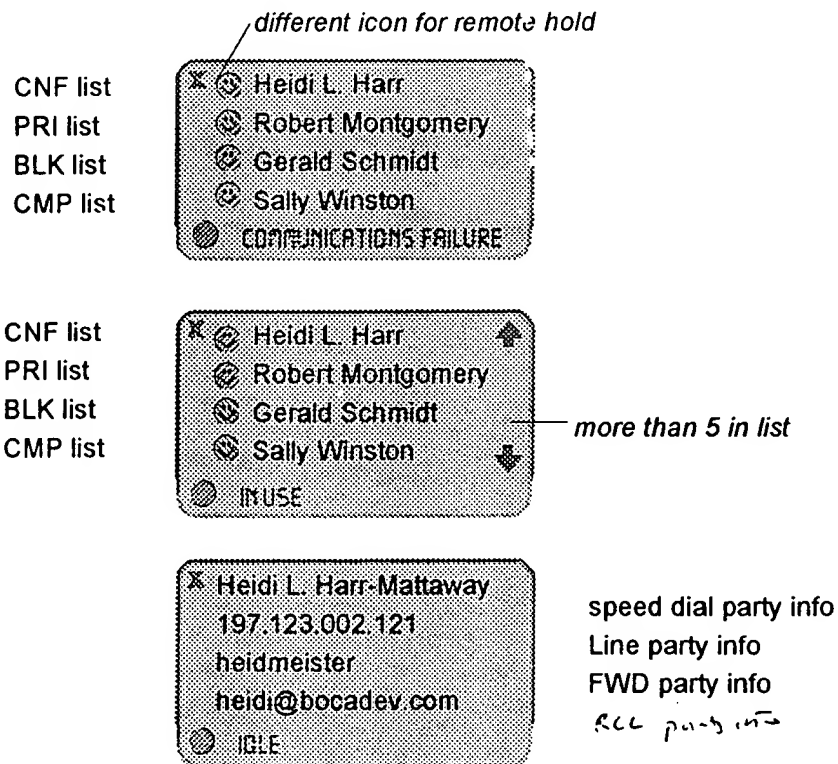 different icon for remote hold
CNF list
PRI list
BLK list
CMP list
X Heidi L. Harr
Robert Montgomery
Gerald Schmidt
Sally Winston
COMMUNICATIONS FAILURE
CNF list
PRI list
BLK list
CMP list
X Heidi L. Harr
Robert Montgomery
Gerald Schmidt
Sally Winston
IN USE
more than 5 in list
X Heidi L. Harr-Mattaway
197.123.002.121
heidmeister
heidi@bocadev.com
IDLE
speed dial party info
Line party info
FWD party info
party info